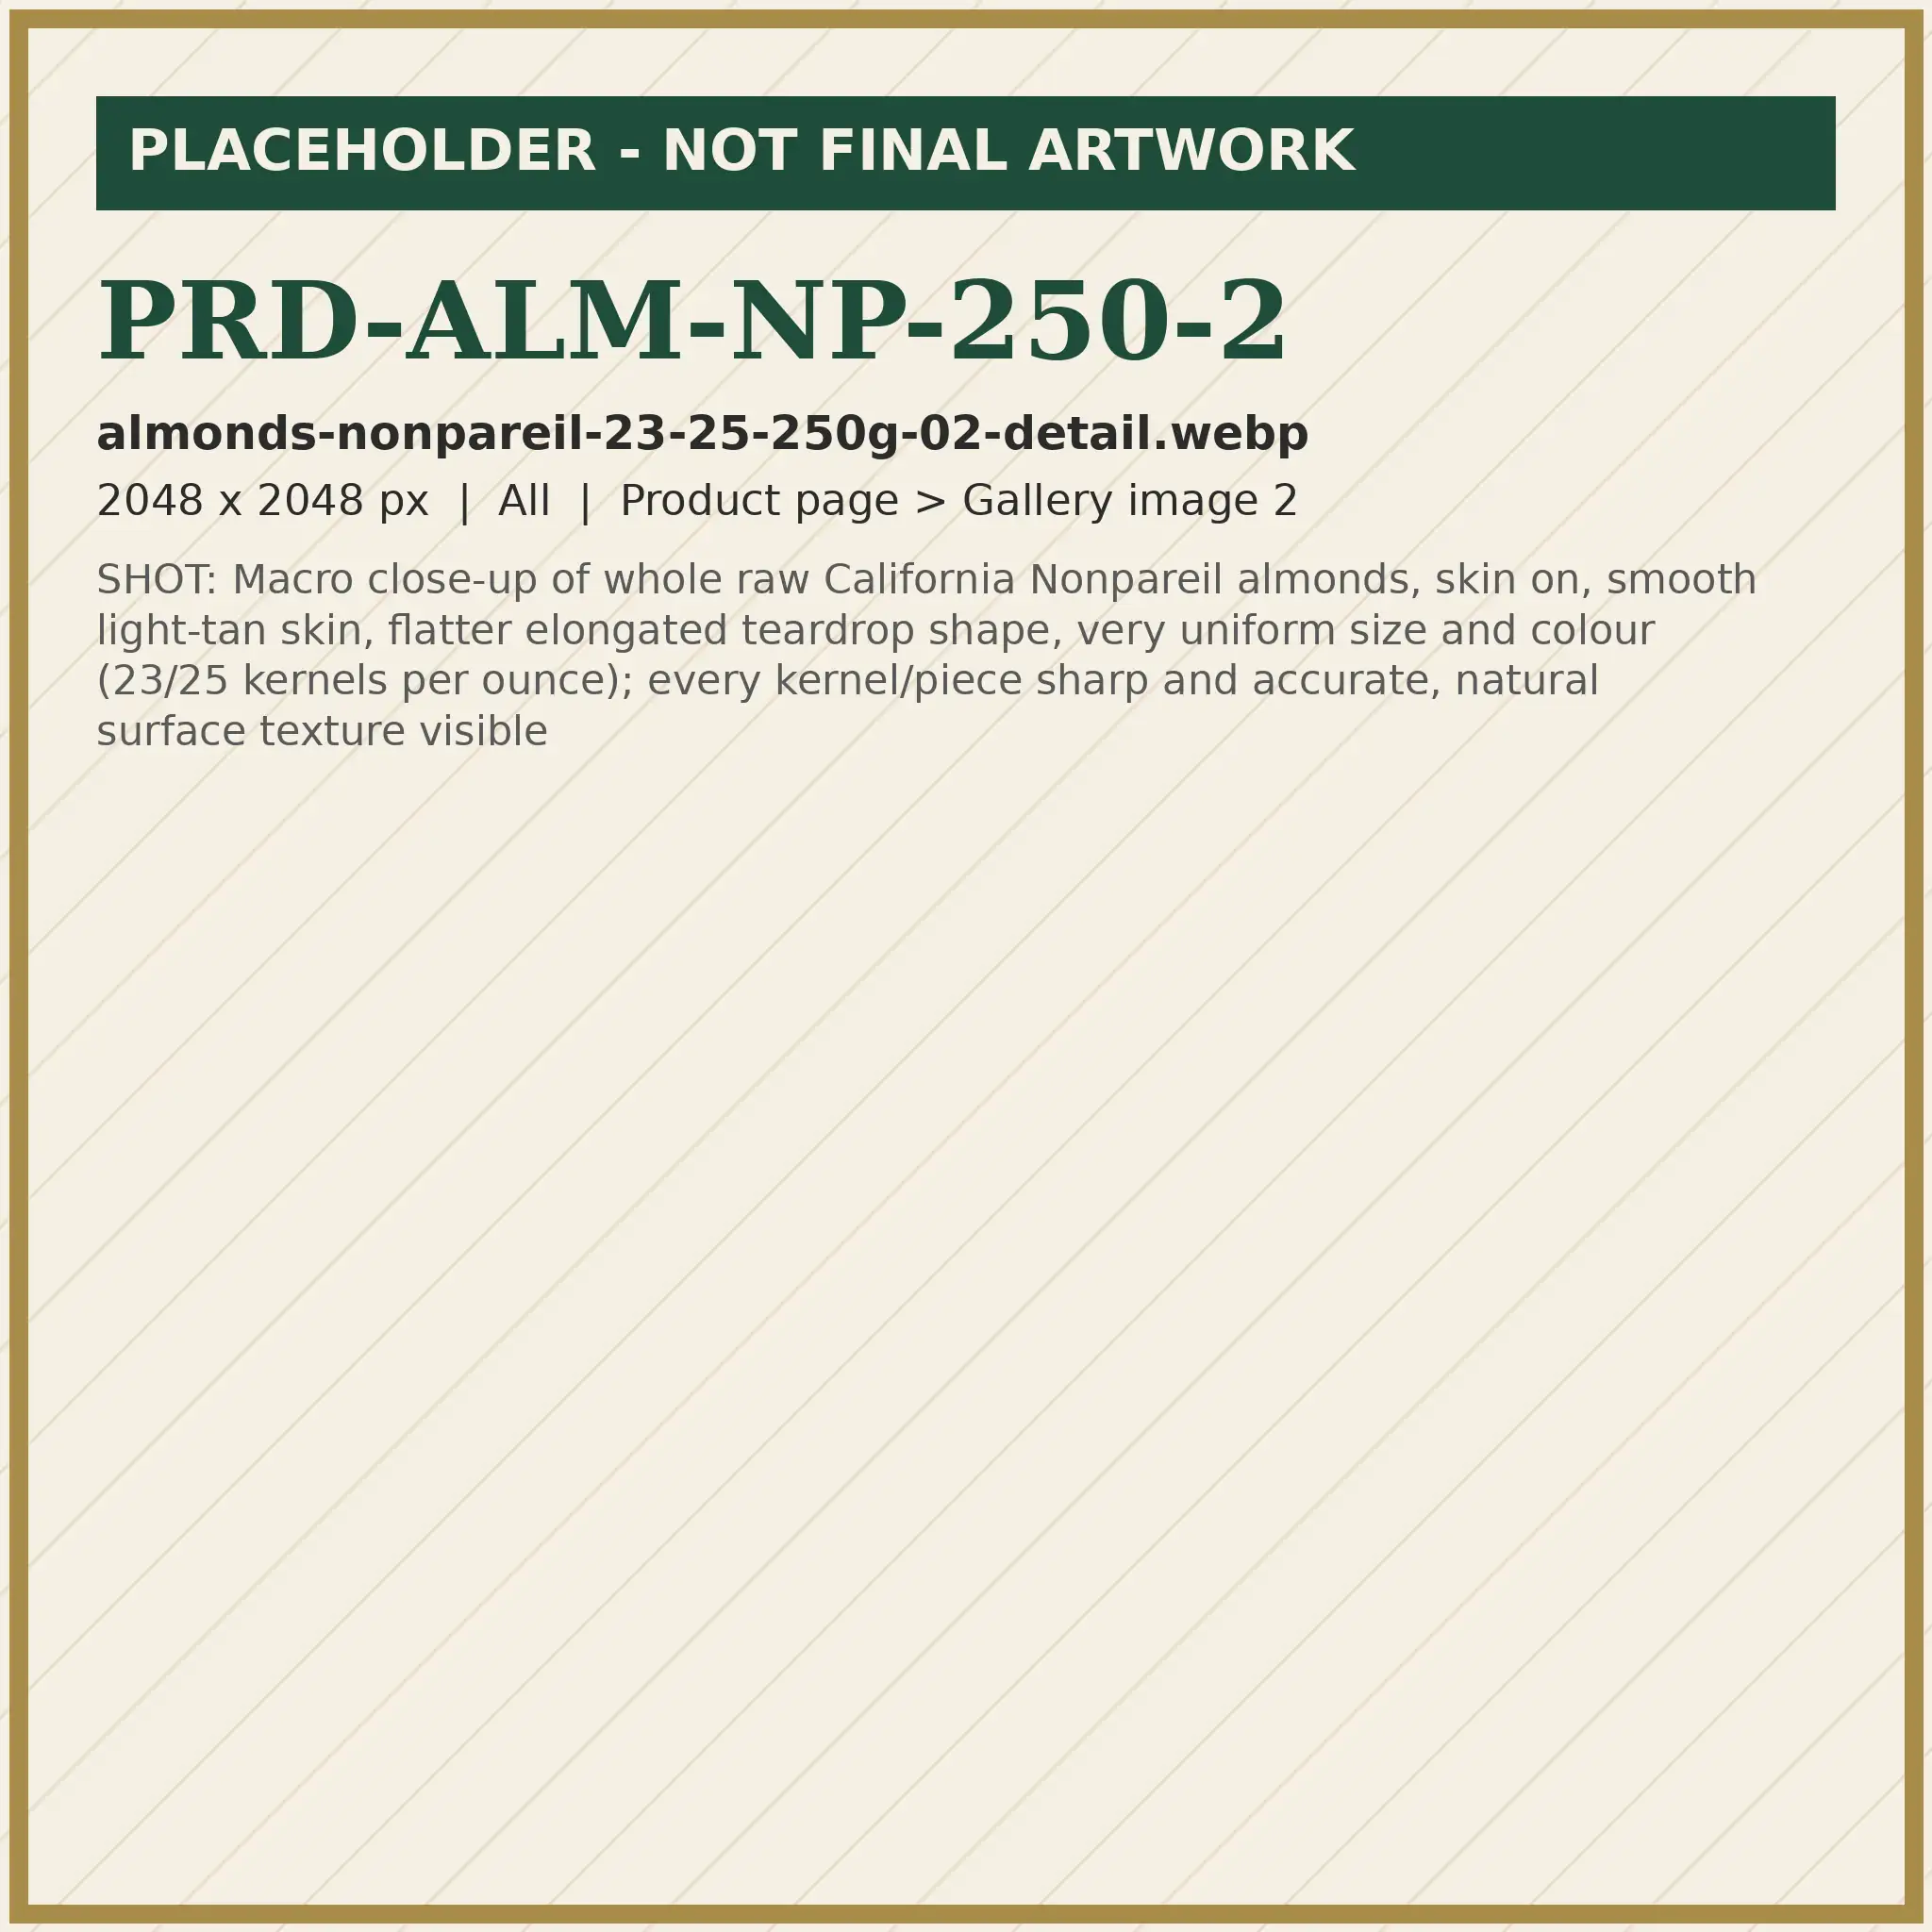 PLACEHOLDER - NOT FINAL ARTWORK
PRD-ALM-NP-250-2
almonds-nonpareil-23-25-250g-02-detail.webp
2048 x 2048 px | All | Product page > Gallery image 2
SHOT: Macro close-up of whole raw California Nonpareil almonds, skin on, smooth
light-tan skin, flatter elongated teardrop shape, very uniform size and colour
(23/25 kernels per ounce); every kernel/piece sharp and accurate, natural
surface texture visible